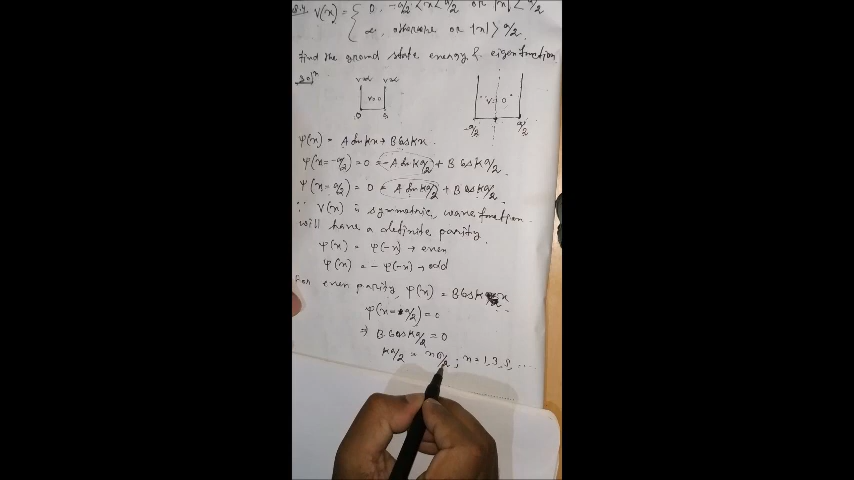 V(x) = { 0, -a/2 < x < a/2 or |x| < a/2
∞, otherwise or |x| > a/2.
Find the ground state energy & eigenfunction
Solⁿ
V=∞ V=∞
V=0
0 a
V=0
-a/2 a/2
ψ(x) = A sin kx + B cos kx.
ψ(x=-a/2) = 0 = -A sin ka/2 + B cos ka/2.
ψ(x=a/2) = 0 = A sin ka/2 + B cos ka/2.
∵ V(x) is symmetric, wavefunction
will have a definite parity.
ψ(x) = ψ(-x) → even
ψ(x) = -ψ(-x) → odd
For even parity, ψ(x) = B cos kx
ψ(x=a/2) = 0
⇒ B cos ka/2 = 0
ka/2 = nπ/2 ; n = 1, 3, 5, ....